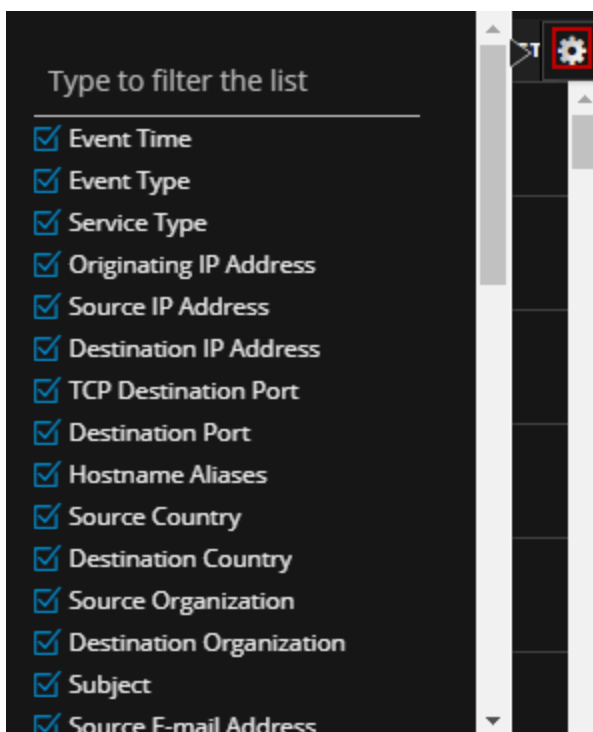 Type to filter the list
Event Time
Event Type
Service Type
Originating IP Address
Source IP Address
Destination IP Address
TCP Destination Port
Destination Port
Hostname Aliases
Source Country
Destination Country
Source Organization
Destination Organization
Subject
Source E-mail Address